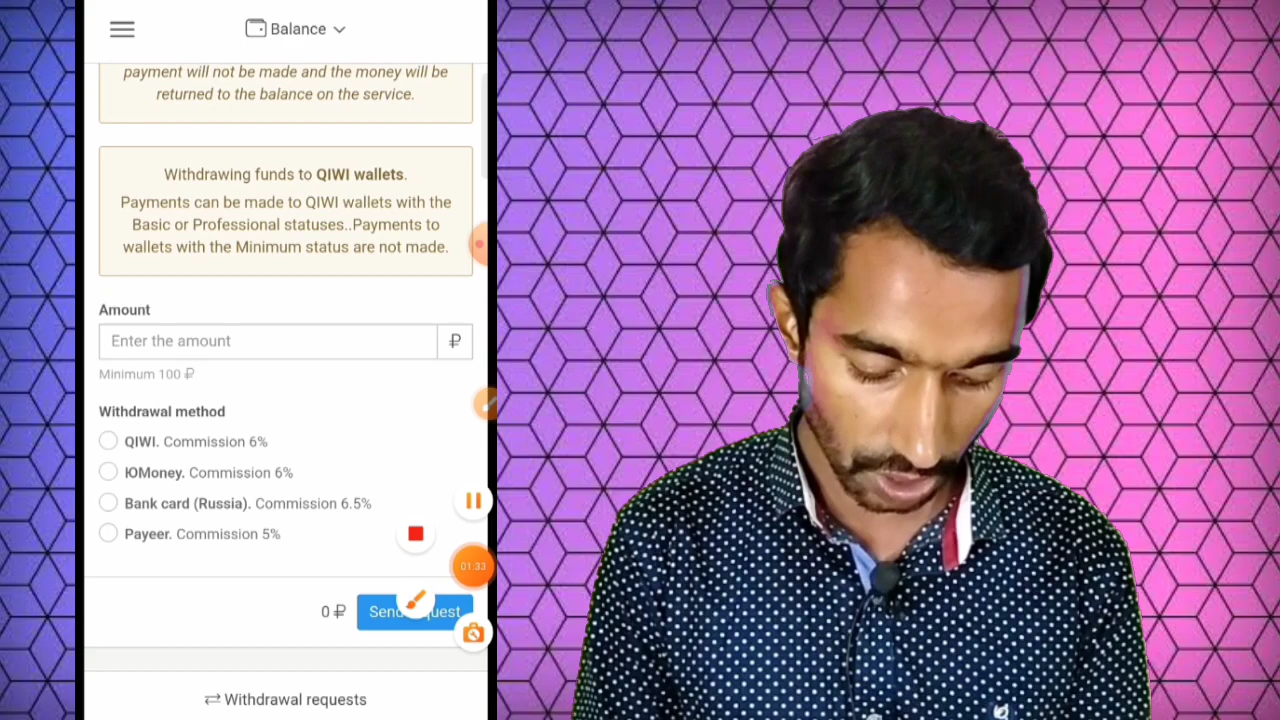 Balance
payment will not be made and the money will be
returned to the balance on the service.
Withdrawing funds to QIWI wallets.
Payments can be made to QIWI wallets with the
Basic or Professional statuses..Payments to
wallets with the Minimum status are not made.
Amount
Enter the amount ₽
Minimum 100 ₽
Withdrawal method
QIWI. Commission 6%
ЮMoney. Commission 6%
Bank card (Russia). Commission 6.5%
Payeer. Commission 5%
01:33
0 ₽ Send
Withdrawal requests